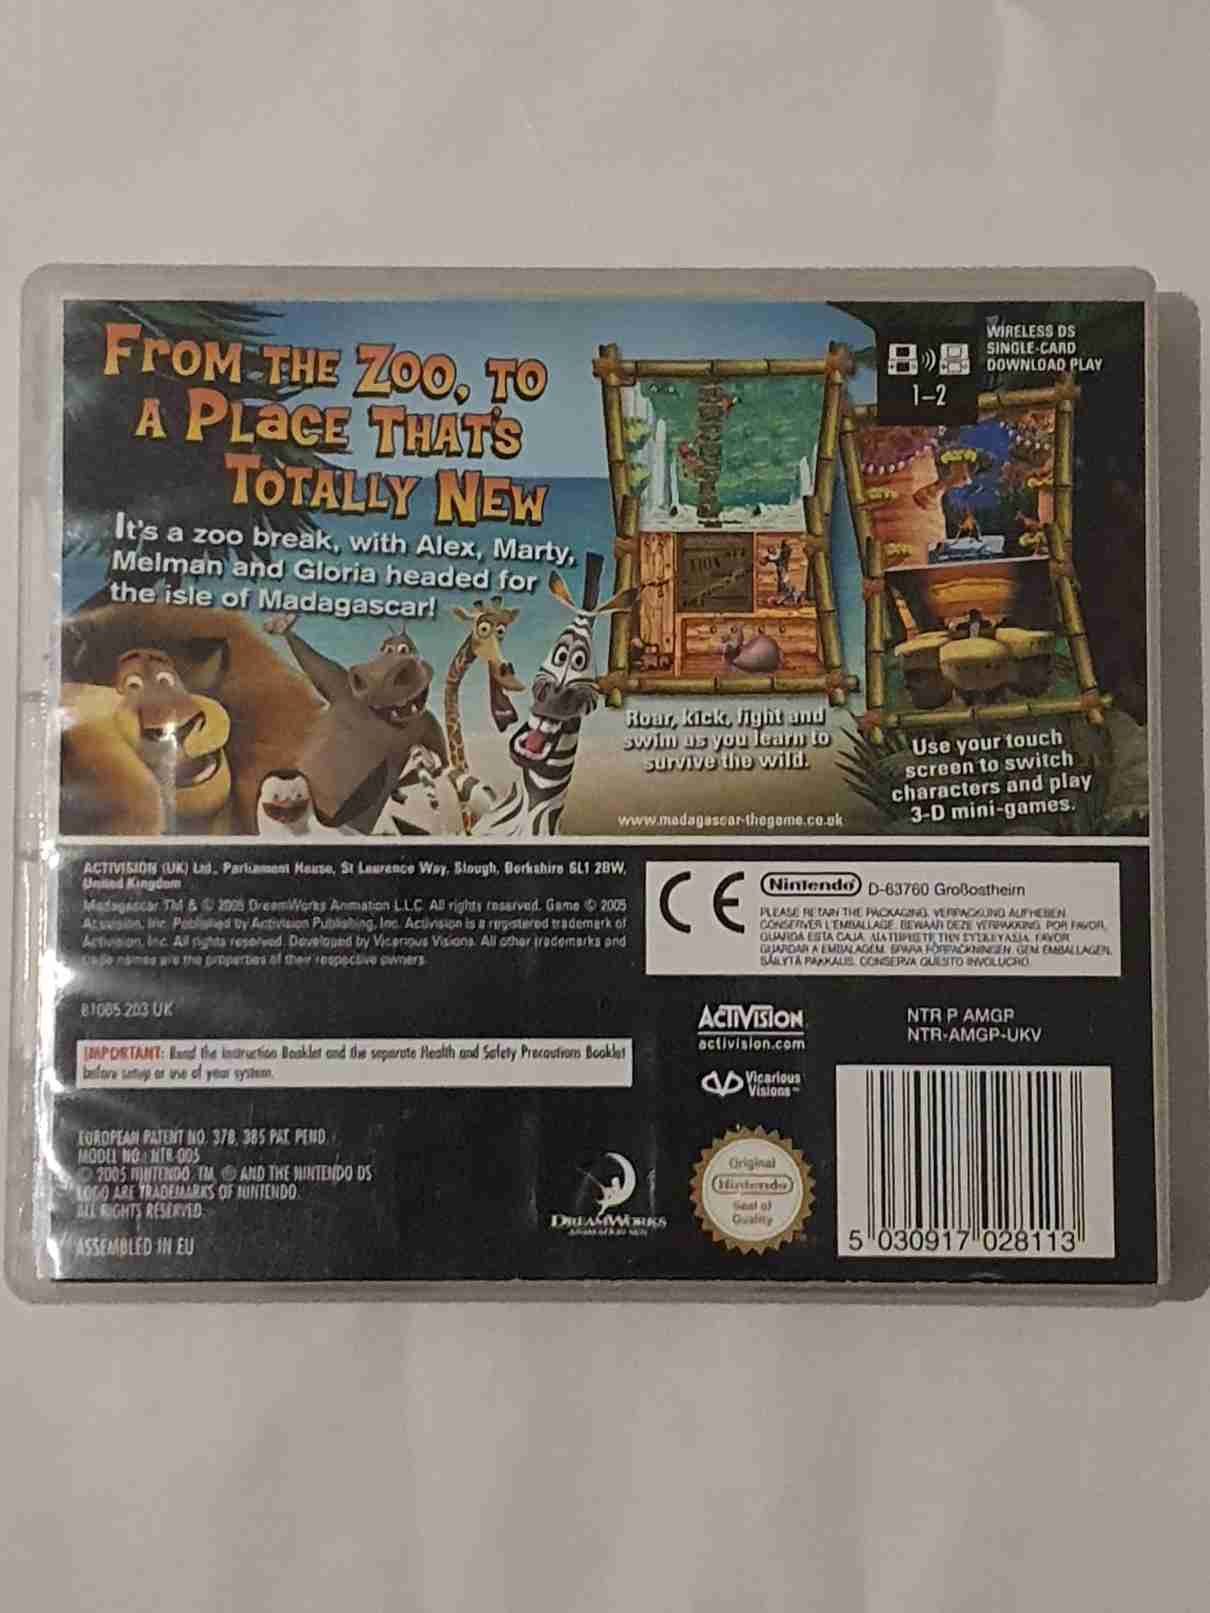 FROM THE ZOO, TO
A PLACE THAT'S
TOTALLY NEW
It's a zoo break, with Alex, Marty,
Melman and Gloria headed for
the isle of Madagascar!
WIRELESS DS
SINGLE-CARD
DOWNLOAD PLAY
1-2
Roar, kick, fight and
swim as you learn to
survive the wild.
Use your touch
screen to switch
characters and play
3-D mini-games.
www.madagascar-thegame.co.uk
ACTIVISION (UK) Ltd., Parliament House, St Laurence Way, Slough, Berkshire SL1 2BW,
United Kingdom
Madagascar TM & © 2005 DreamWorks Animation L.L.C. All rights reserved. Game © 2005
Activision, Inc. Published by Activision Publishing, Inc. Activision is a registered trademark of
Activision, Inc. All rights reserved. Developed by Vicarious Visions. All other trademarks and
trade names are the properties of their respective owners.
81065.203 UK
IMPORTANT: Read the Instruction Booklet and the separate Health and Safety Precautions Booklet
before setup or use of your system.
EUROPEAN PATENT NO. 378, 385 PAT. PEND.
MODEL NO.: NTR-005
© 2005 NINTENDO. TM, ® AND THE NINTENDO DS
LOGO ARE TRADEMARKS OF NINTENDO.
ALL RIGHTS RESERVED.
ASSEMBLED IN EU
CE
Nintendo D-63760 Großostheim
PLEASE RETAIN THE PACKAGING. VERPACKUNG AUFHEBEN.
CONSERVER L'EMBALLAGE. BEWAAR DEZE VERPAKKING. POR FAVOR,
GUARDA ESTA CAJA. ΔΙΑΤΗΡΗΣΤΕ ΤΗΝ ΣΥΣΚΕΥΑΣΙΑ. FAVOR
GUARDAR A EMBALAGEM. SPARA FÖRPACKNINGEN. GEM EMBALLAGEN.
SÄILYTÄ PAKKAUS. CONSERVA QUESTO INVOLUCRO.
ACTIVISION
activision.com
Vicarious
Visions™
NTR P AMGP
NTR-AMGP-UKV
DREAMWORKS
ANIMATION SKG
Original
Nintendo
Seal of
Quality
5 030917 028113